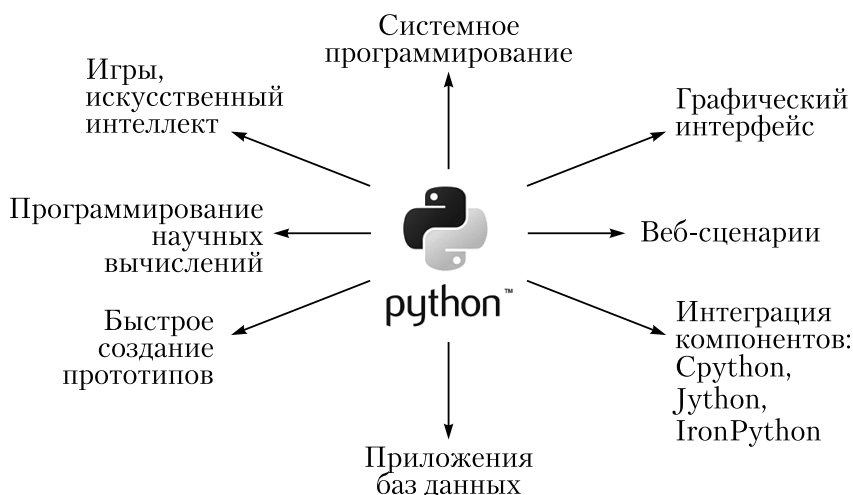 Системное
программирование
Игры,
искусственный
интеллект
Графический
интерфейс
Программирование
научных
вычислений
Веб-сценарии
python™
Быстрое
создание
прототипов
Интеграция
компонентов:
Cpython,
Jython,
IronPython
Приложения
баз данных